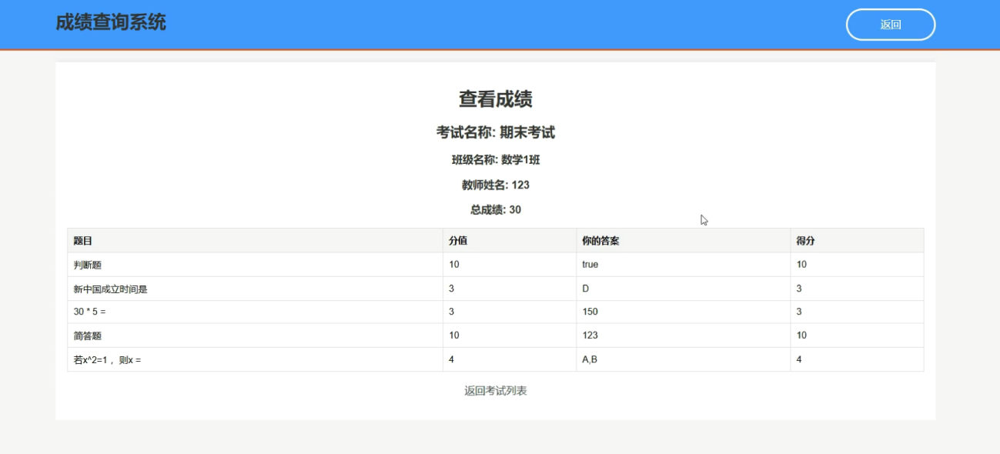 成绩查询系统
返回
查看成绩
考试名称: 期末考试
班级名称: 数学1班
教师姓名: 123
总成绩: 30
题目 分值 你的答案 得分
判断题 10 true 10
新中国成立时间是 3 D 3
30 * 5 = 3 150 3
简答题 10 123 10
若x^2=1 ，则x = 4 A,B 4
返回考试列表